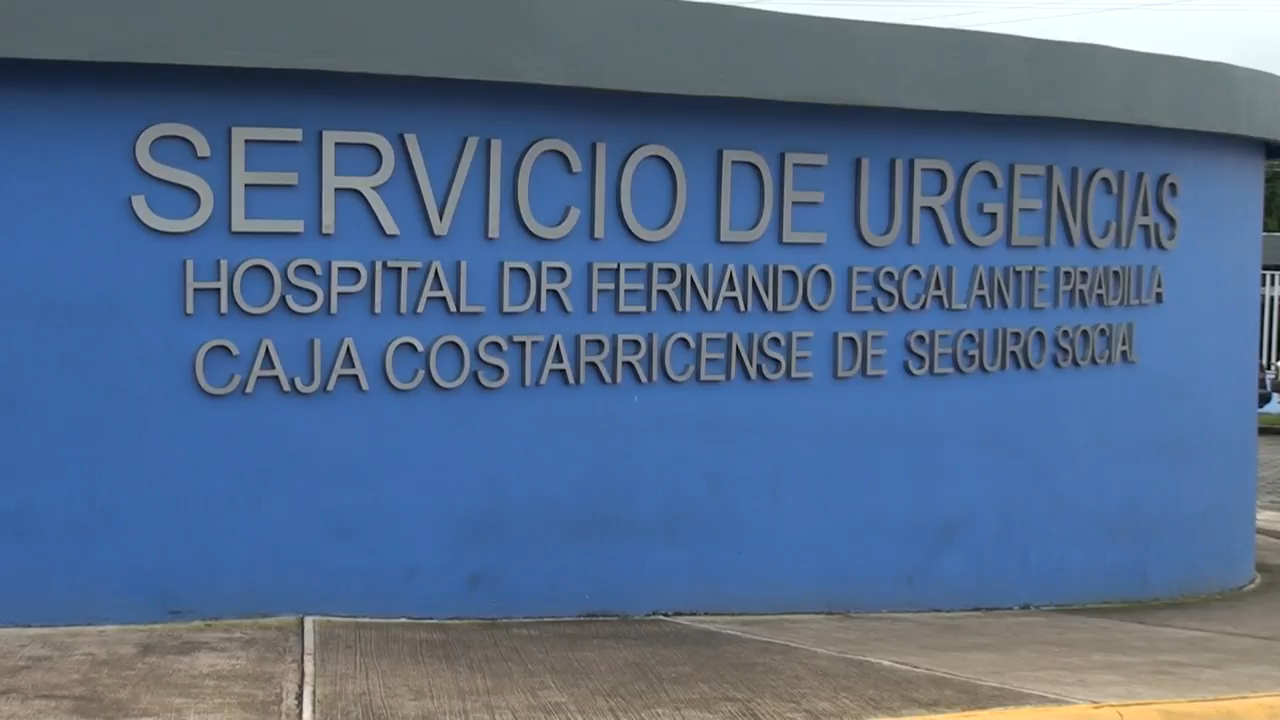 SERVICIO DE URGENCIAS
HOSPITAL DR FERNANDO ESCALANTE PRADILLA
CAJA COSTARRICENSE DE SEGURO SOCIAL